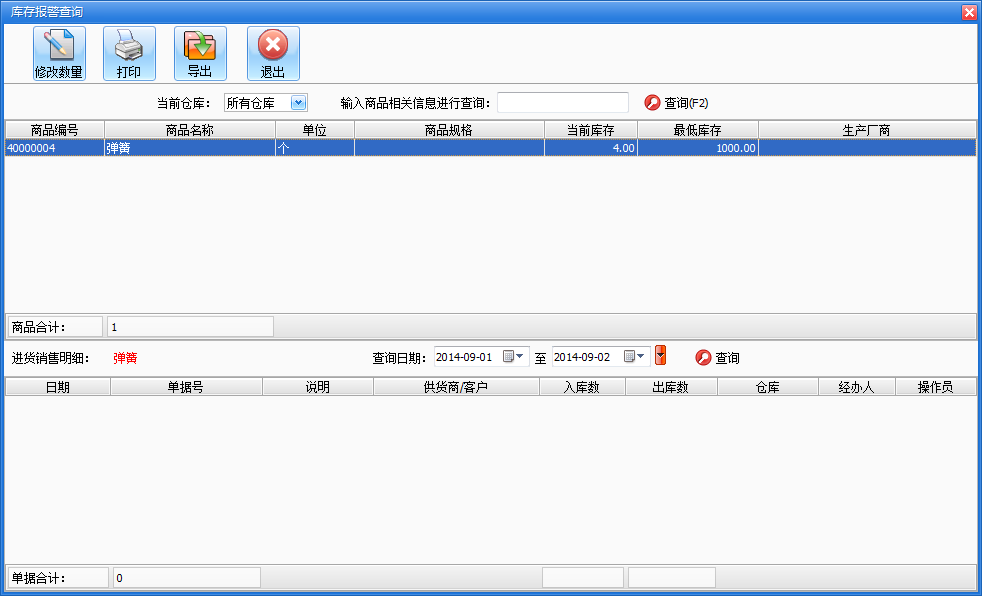 库存报警查询
修改数量 打印 导出 退出
当前仓库： 所有仓库 输入商品相关信息进行查询： 查询(F2)
商品编号 商品名称 单位 商品规格 当前库存 最低库存 生产厂商
40000004 弹簧 个 4.00 1000.00
商品合计： 1
进货销售明细： 弹簧 查询日期： 2014-09-01 至 2014-09-02 查询
日期 单据号 说明 供货商/客户 入库数 出库数 仓库 经办人 操作员
单据合计： 0